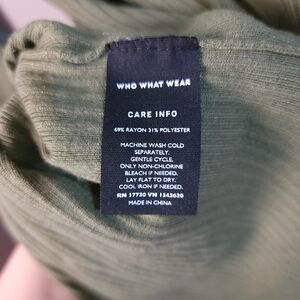 WHO WHAT WEAR
CARE INFO
69% RAYON 31% POLYESTER
MACHINE WASH COLD
SEPARATELY.
GENTLE CYCLE.
ONLY NON-CHLORINE
BLEACH IF NEEDED.
LAY FLAT TO DRY.
COOL IRON IF NEEDED.
RN 17730 VN 1343630
MADE IN CHINA